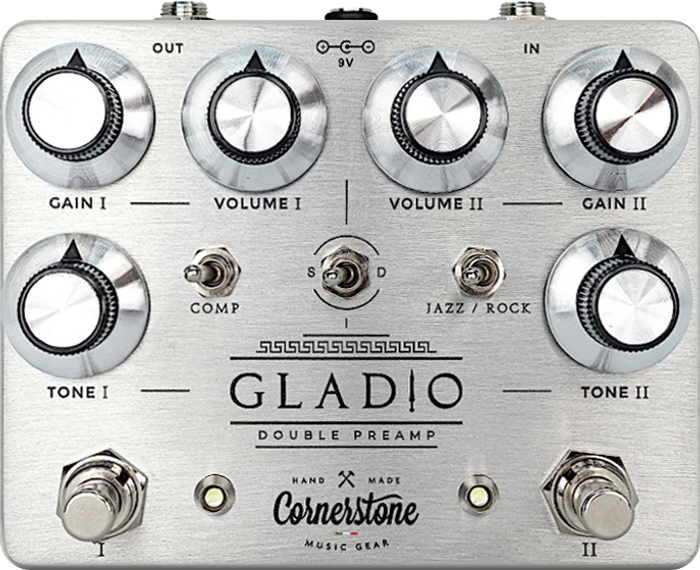 OUT
9V
IN
GAIN I
VOLUME I
VOLUME II
GAIN II
S D
COMP
JAZZ / ROCK
TONE I
GLADIO
TONE II
DOUBLE PREAMP
HAND MADE
Cornerstone
MUSIC GEAR
I
II